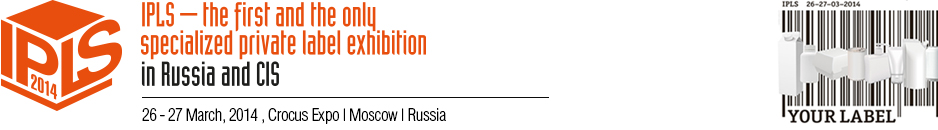 IPLS
2014
IPLS – the first and the only
specialized private label exhibition
in Russia and CIS
26 - 27 March, 2014 , Crocus Expo | Moscow | Russia
IPLS 26-27-03-2014
YOUR LABEL